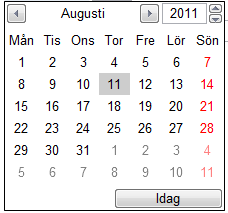 Augusti 2011
Mån Tis Ons Tor Fre Lör Sön
1 2 3 4 5 6 7
8 9 10 11 12 13 14
15 16 17 18 19 20 21
22 23 24 25 26 27 28
29 30 31 1 2 3 4
5 6 7 8 9 10 11
Idag